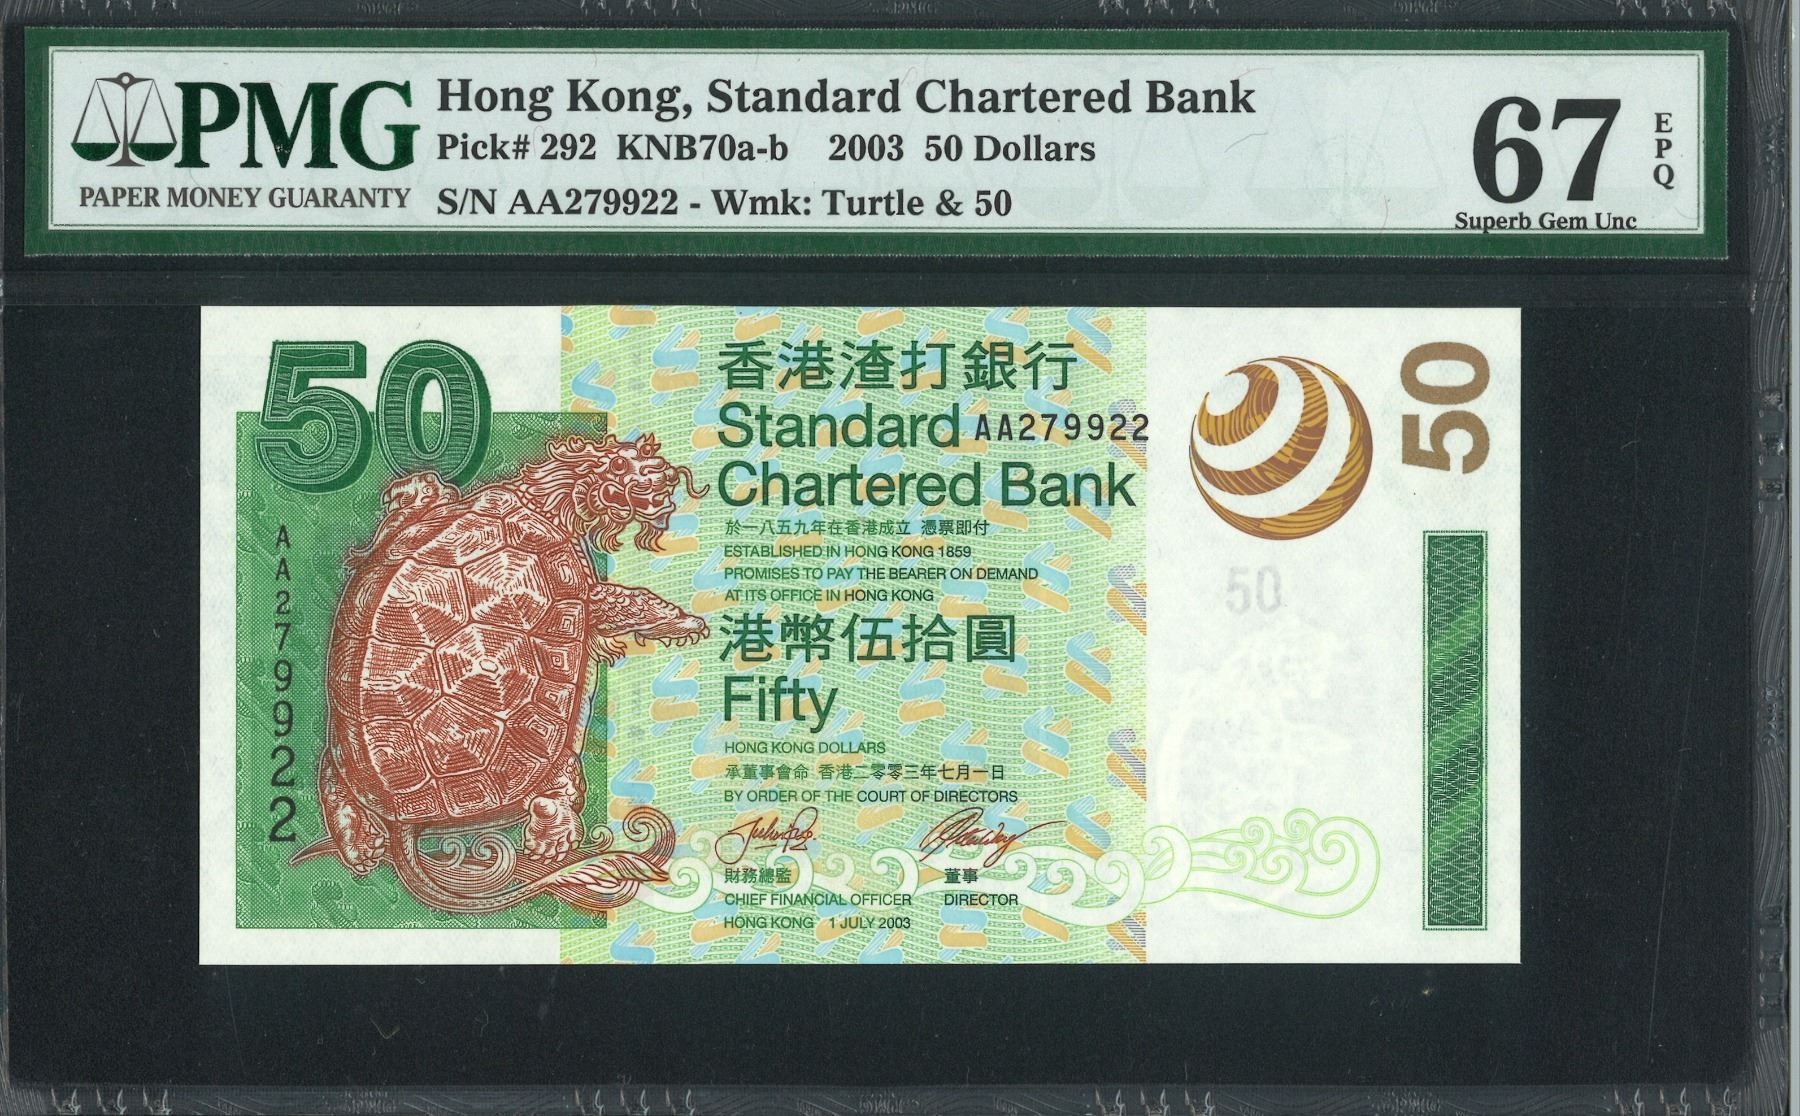 PMG
PAPER MONEY GUARANTY
Hong Kong, Standard Chartered Bank
Pick# 292 KNB70a-b 2003 50 Dollars
S/N AA279922 - Wmk: Turtle & 50
67
EPQ
Superb Gem Unc
50
香港渣打銀行
Standard
AA279922
Chartered Bank
於一八五九年在香港成立 憑票即付
ESTABLISHED IN HONG KONG 1859
PROMISES TO PAY THE BEARER ON DEMAND
AT ITS OFFICE IN HONG KONG
港幣伍拾圓
Fifty
HONG KONG DOLLARS
承董事會命 香港二零零三年七月一日
BY ORDER OF THE COURT OF DIRECTORS
財務總監 董事
CHIEF FINANCIAL OFFICER DIRECTOR
HONG KONG 1 JULY 2003
AA279922
50
50